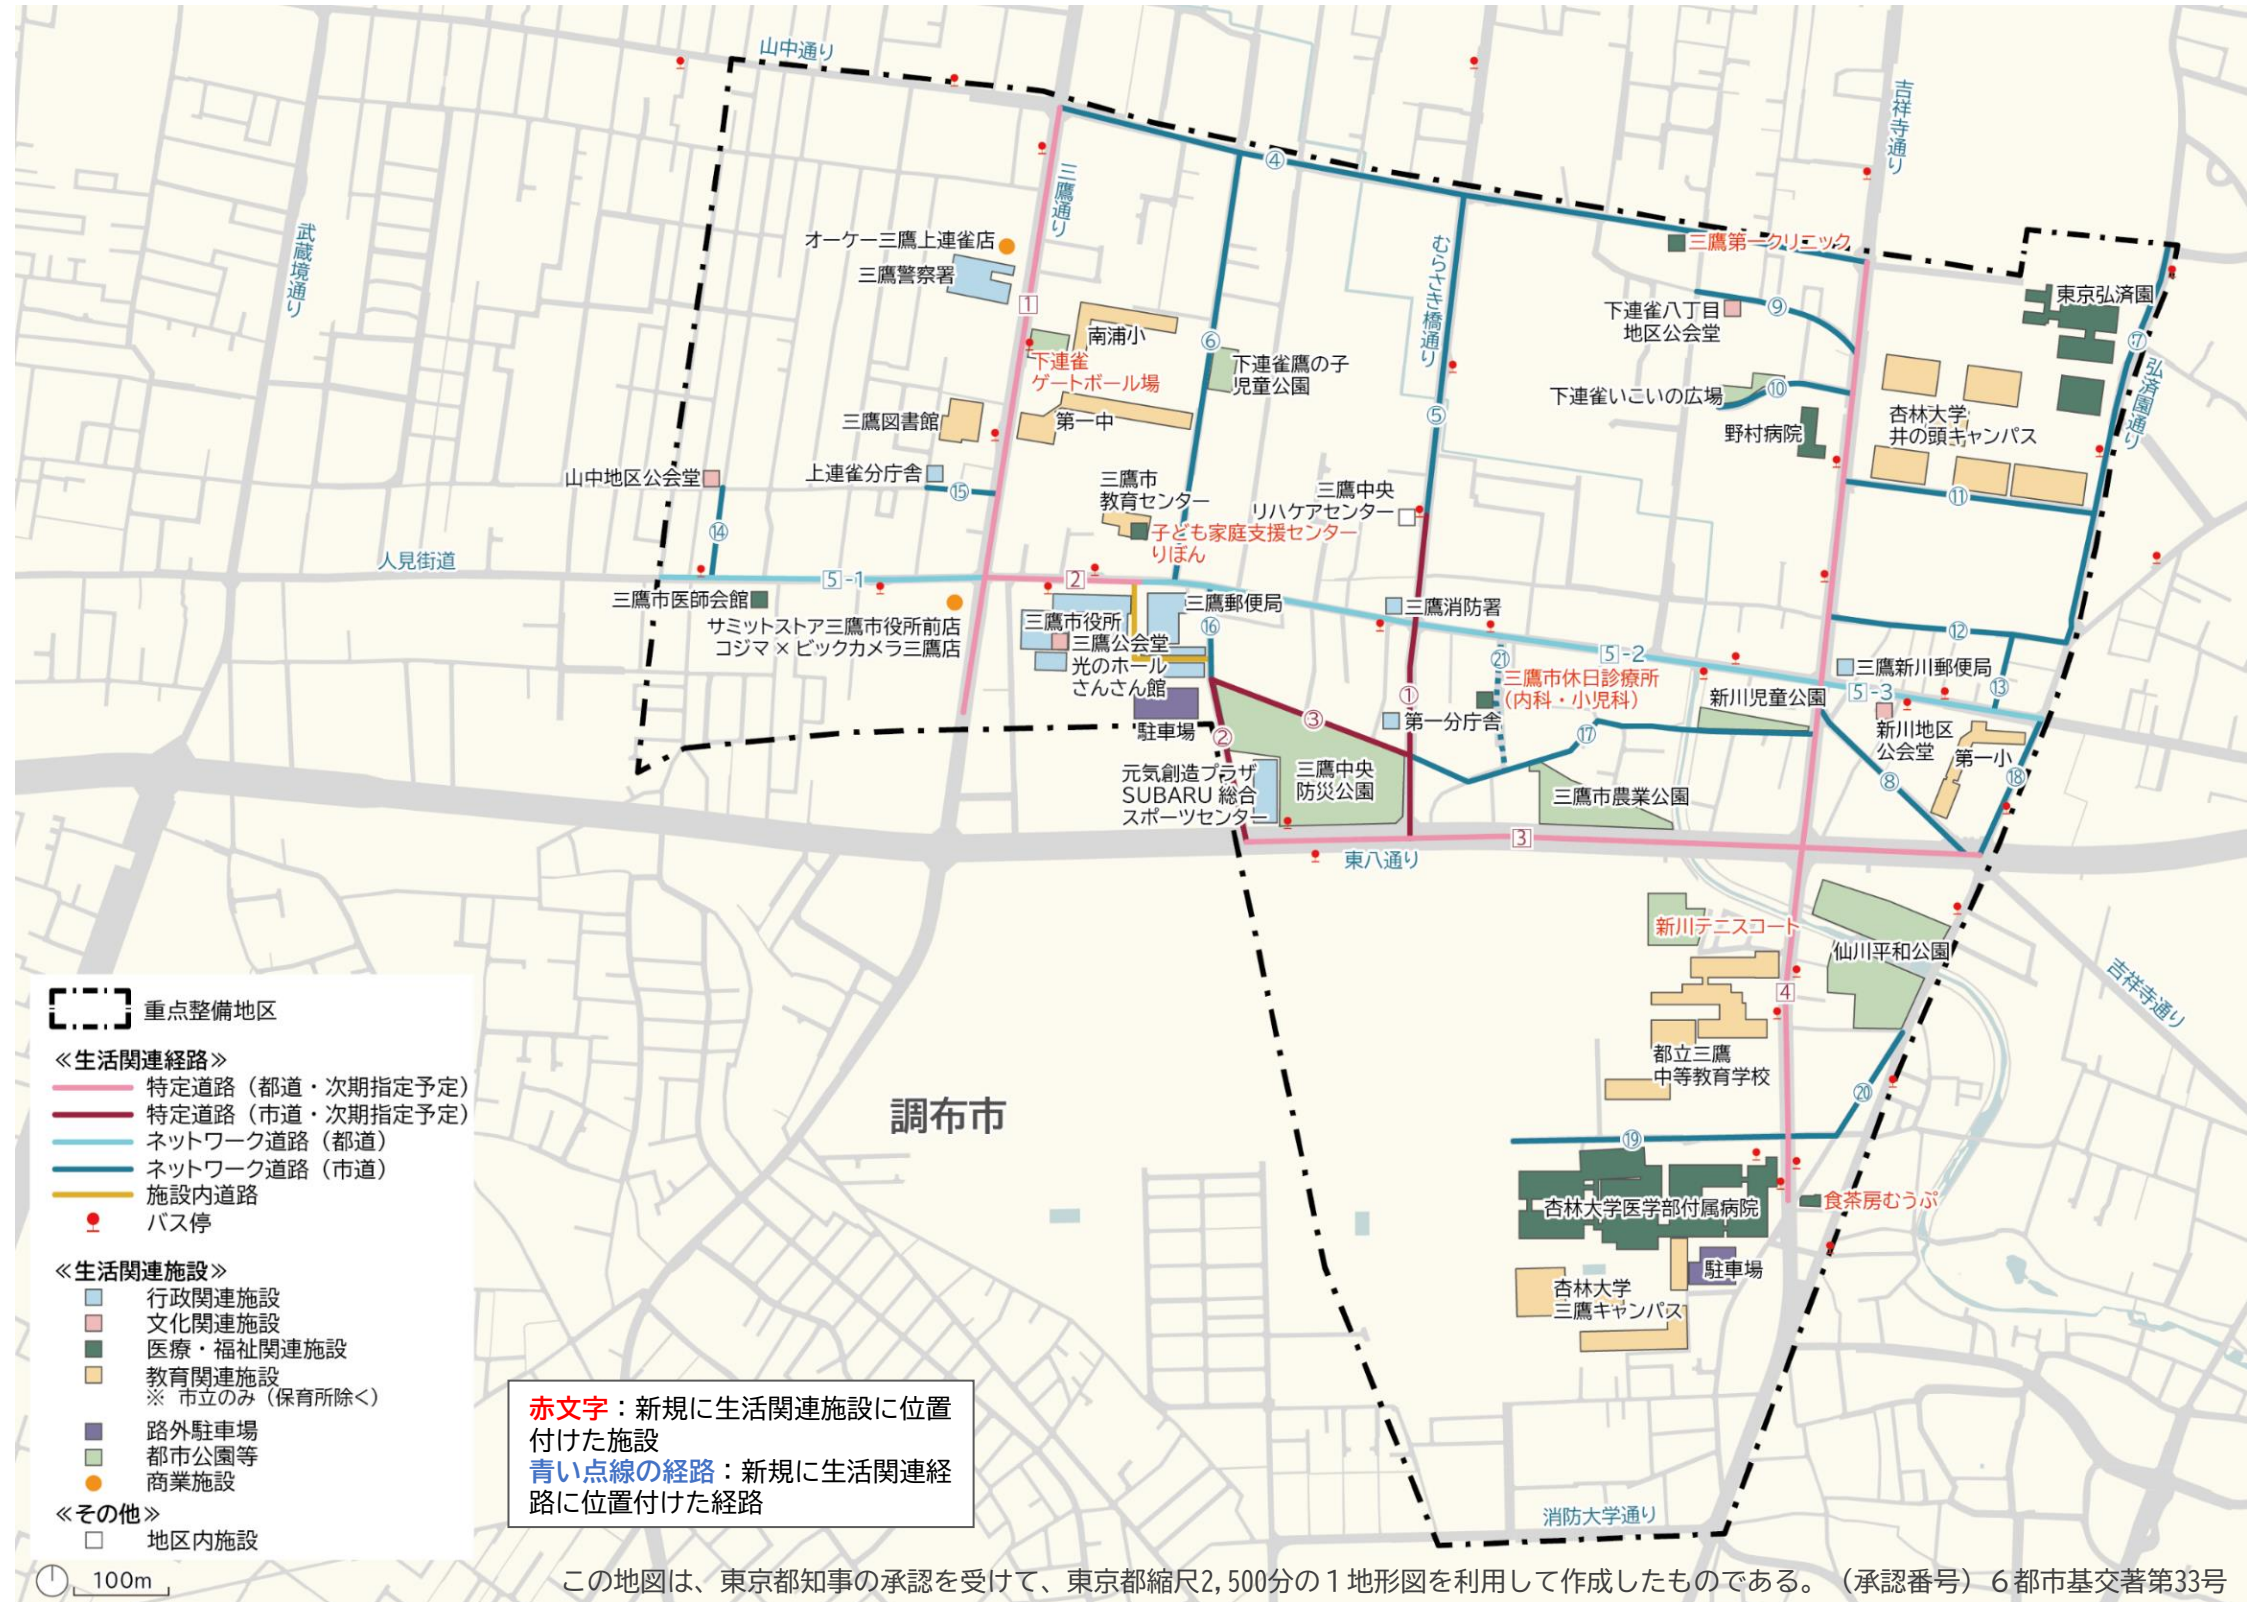 山中通り
吉祥寺通り
三鷹通り
武蔵境通り
④
オーケー三鷹上連雀店
三鷹警察署
むらさき橋通り
三鷹第一クリニック
東京弘済園
1
下連雀八丁目
地区公会堂
⑨
南浦小
⑥
⑦
下連雀
ゲートボール場
下連雀鷹の子
児童公園
弘済園通り
下連雀いこいの広場
⑩
三鷹図書館
第一中
⑤
野村病院
杏林大学
井の頭キャンパス
山中地区公会堂
上連雀分庁舎
⑮
三鷹市
教育センター
三鷹中央
リハケアセンター
⑪
⑭
子ども家庭支援センター
りぼん
人見街道
5-1
2
三鷹市医師会館
三鷹郵便局
三鷹消防署
サミットストア三鷹市役所前店
コジマ×ビックカメラ三鷹店
三鷹市役所
三鷹公会堂
光のホール
さんさん館
⑯
⑫
㉑
5-2
三鷹市休日診療所
（内科・小児科）
三鷹新川郵便局
5-3
⑬
①
新川児童公園
駐車場
②
③
第一分庁舎
⑰
新川地区
公会堂
第一小
⑱
⑧
元気創造プラザ
SUBARU 総合
スポーツセンター
三鷹中央
防災公園
三鷹市農業公園
3
東八通り
新川テニスコート
仙川平和公園
4
吉祥寺通り
都立三鷹
中等教育学校
⑳
調布市
⑲
杏林大学医学部付属病院
食茶房むうぷ
駐車場
杏林大学
三鷹キャンパス
消防大学通り
重点整備地区
≪生活関連経路≫
特定道路（都道・次期指定予定）
特定道路（市道・次期指定予定）
ネットワーク道路（都道）
ネットワーク道路（市道）
施設内道路
バス停
≪生活関連施設≫
行政関連施設
文化関連施設
医療・福祉関連施設
教育関連施設
※ 市立のみ（保育所除く）
路外駐車場
都市公園等
商業施設
≪その他≫
地区内施設
100m
赤文字：新規に生活関連施設に位置
付けた施設
青い点線の経路：新規に生活関連経
路に位置付けた経路
この地図は、東京都知事の承認を受けて、東京都縮尺2,500分の１地形図を利用して作成したものである。（承認番号）６都市基交著第33号